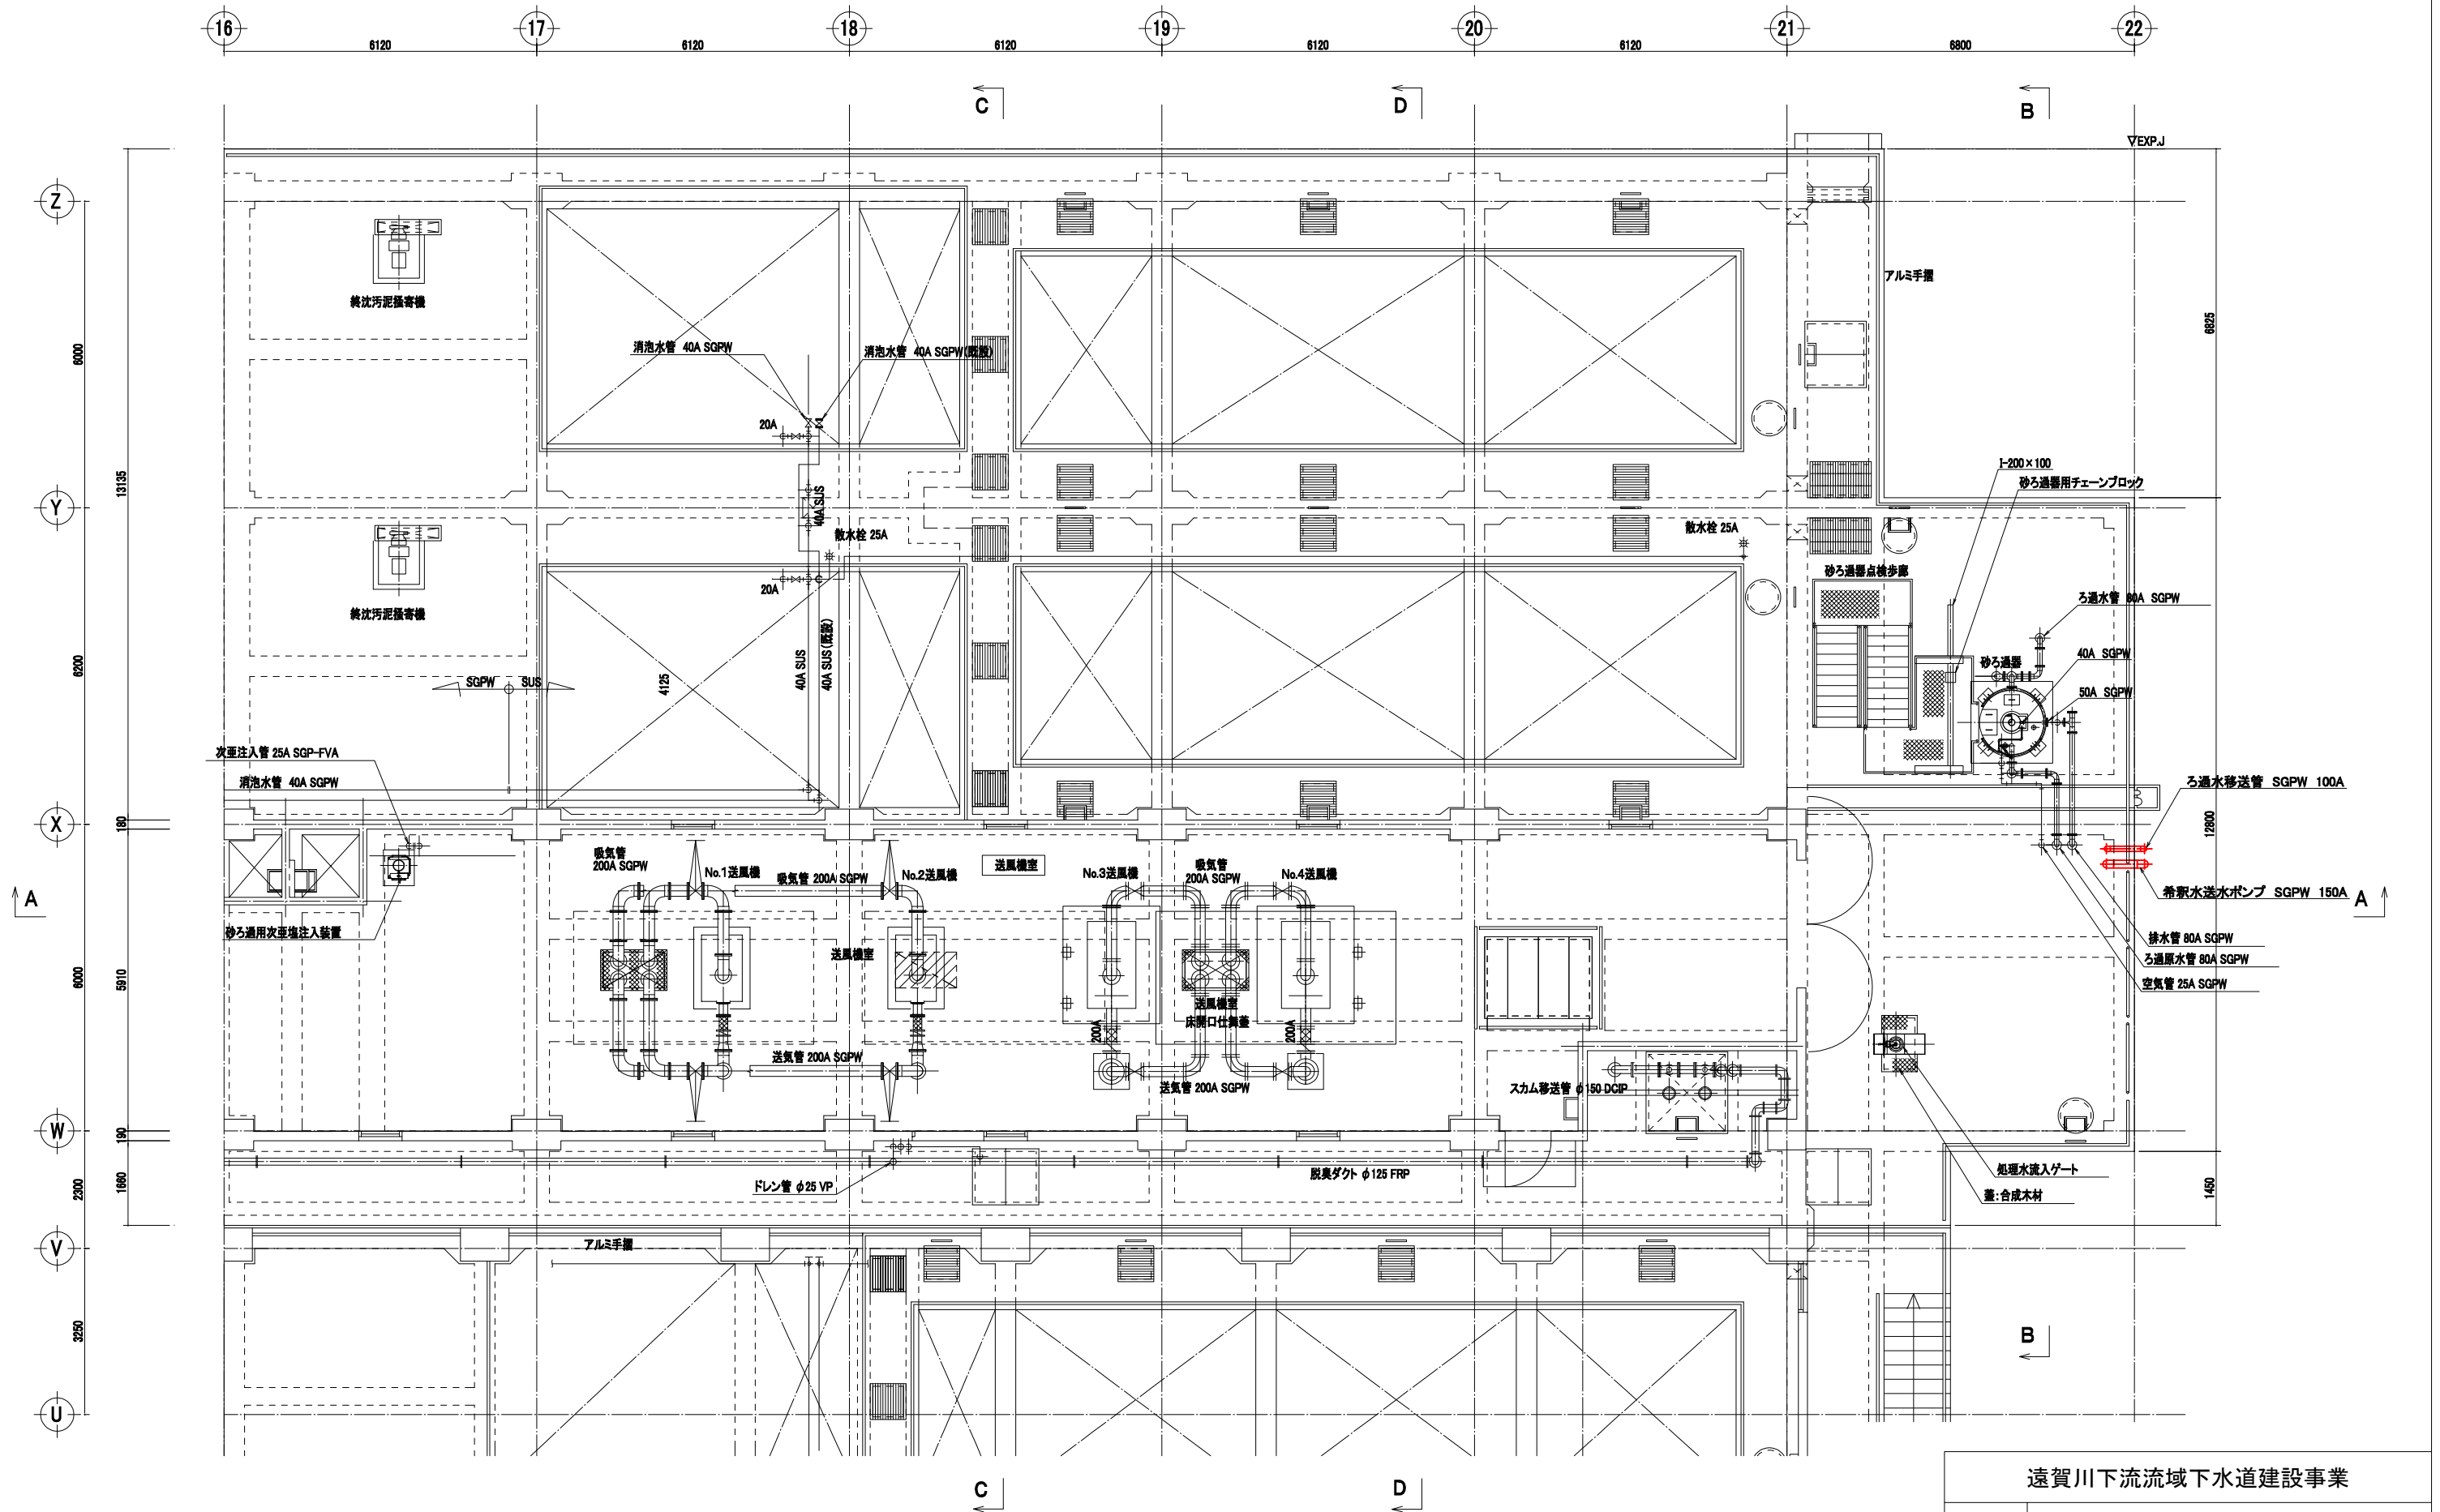 16
17
18
19
20
21
22
6120
6120
6120
6120
6120
6800
C
D
B
▽EXP.J
Z
アルミ手摺
終沈汚泥掻寄機
6000
6825
消泡水管 40A SGPW
消泡水管 40A SGPW(既設)
20A
13135
I-200×100
砂ろ過器用チェーンブロック
Y
40A SUS
散水栓 25A
散水栓 25A
砂ろ過器点検歩廊
20A
ろ過水管 80A SGPW
終沈汚泥掻寄機
6200
40A SUS
40A SUS(既設)
4125
SGPW
SUS
砂ろ過器
40A SGPW
50A SGPW
次亜注入管 25A SGP-FVA
消泡水管 40A SGPW
ろ過水移送管 SGPW 100A
X
180
12800
吸気管
200A SGPW
No.1送風機
吸気管 200A SGPW
No.2送風機
送風機室
No.3送風機
吸気管
200A SGPW
No.4送風機
A
希釈水送水ポンプ SGPW 150A
A
砂ろ過用次亜塩注入装置
送風機室
排水管 80A SGPW
ろ過原水管 80A SGPW
空気管 25A SGPW
6000
5910
送風機室
床開口仕舞蓋
200A
200A
送気管 200A SGPW
送気管 200A SGPW
スカム移送管 φ150 DCIP
W
190
1660
2300
ドレン管 φ25 VP
脱臭ダクト φ125 FRP
処理水流入ゲート
蓋:合成木材
1450
V
アルミ手摺
3250
B
U
C
D
遠賀川下流流域下水道建設事業